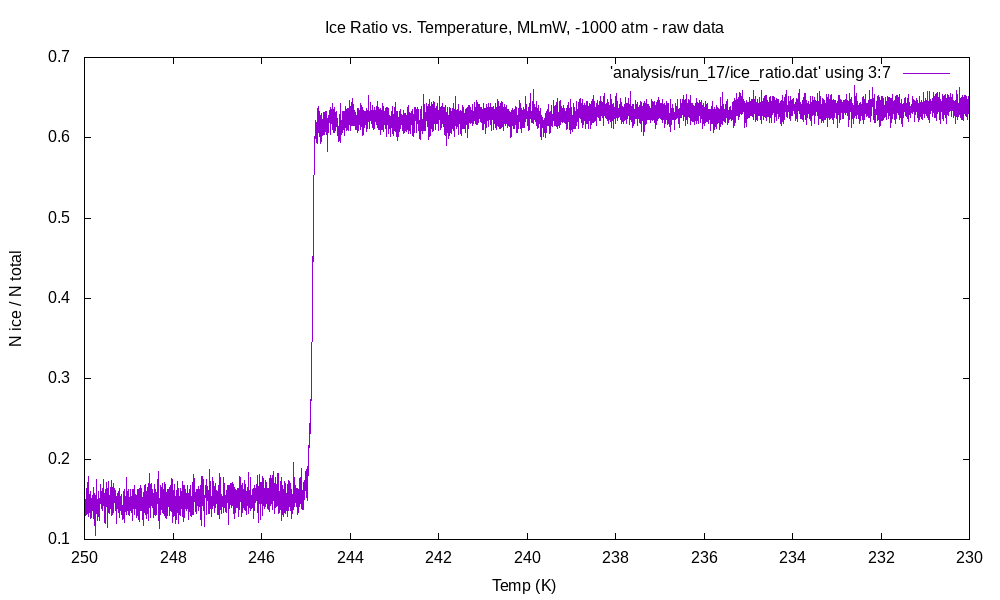 Ice Ratio vs. Temperature, MLmW, -1000 atm - raw data
'analysis/run_17/ice_ratio.dat' using 3:7
0.7
0.6
0.5
0.4
0.3
0.2
0.1
N ice / N total
250 248 246 244 242 240 238 236 234 232 230
Temp (K)